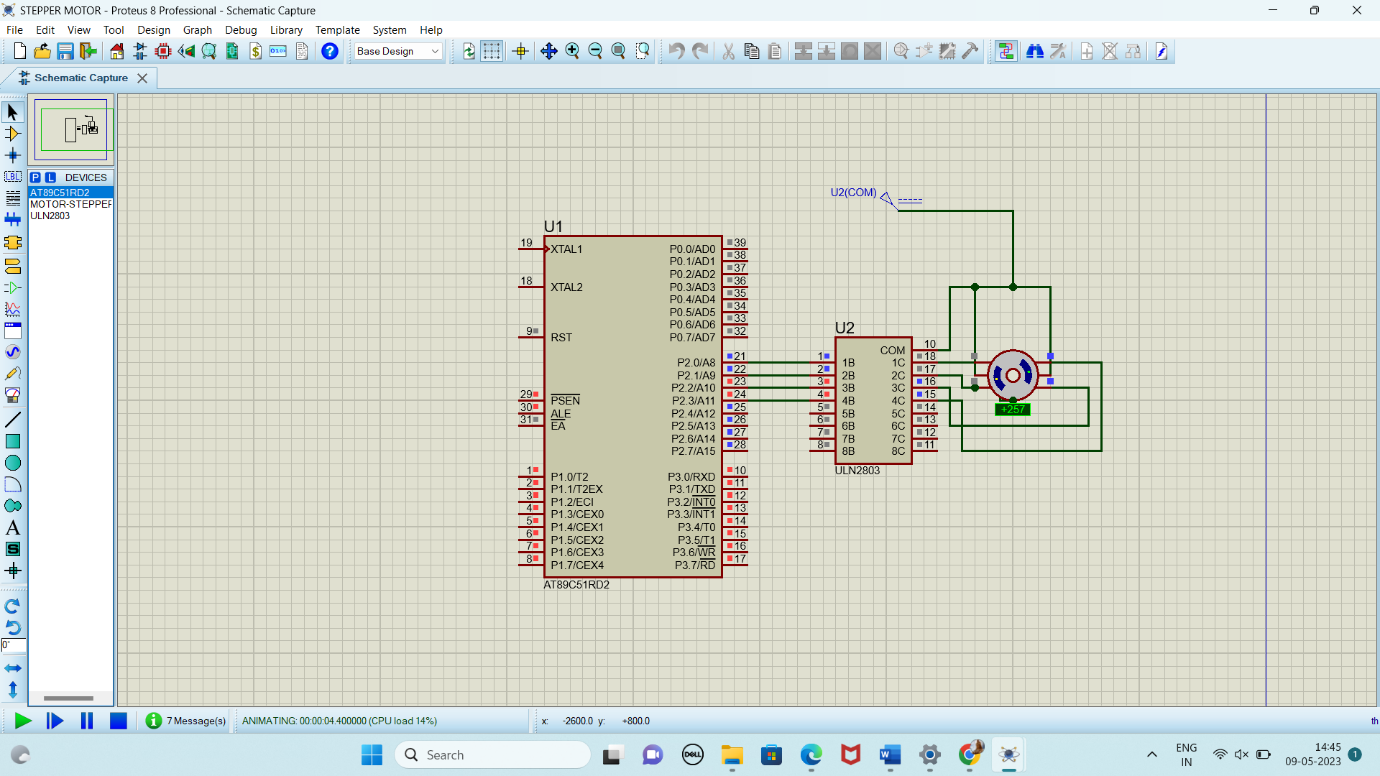 STEPPER MOTOR - Proteus 8 Professional - Schematic Capture
File Edit View Tool Design Graph Debug Library Template System Help
Base Design
Schematic Capture
P L DEVICES
AT89C51RD2
MOTOR-STEPPER
ULN2803
LBL
A
S
0°
U2(COM)
U1
19 XTAL1 P0.0/AD0 39
P0.1/AD1 38
P0.2/AD2 37
18 XTAL2 P0.3/AD3 36
P0.4/AD4 35
P0.5/AD5 34
P0.6/AD6 33
9 RST P0.7/AD7 32
P2.0/A8 21
P2.1/A9 22
P2.2/A10 23
29 PSEN P2.3/A11 24
30 ALE P2.4/A12 25
31 EA P2.5/A13 26
P2.6/A14 27
P2.7/A15 28
1 P1.0/T2 P3.0/RXD 10
2 P1.1/T2EX P3.1/TXD 11
3 P1.2/ECI P3.2/INT0 12
4 P1.3/CEX0 P3.3/INT1 13
5 P1.4/CEX1 P3.4/T0 14
6 P1.5/CEX2 P3.5/T1 15
7 P1.6/CEX3 P3.6/WR 16
8 P1.7/CEX4 P3.7/RD 17
AT89C51RD2
U2
COM 10
1 1B 1C 18
2 2B 2C 17
3 3B 3C 16
4 4B 4C 15
5 5B 5C 14
6 6B 6C 13
7 7B 7C 12
8 8B 8C 11
ULN2803
+257
7 Message(s) ANIMATING: 00:00:04.400000 (CPU load 14%) x: -2600.0 y: +800.0 th
Search
DELL
ENG
IN
14:45
09-05-2023
1